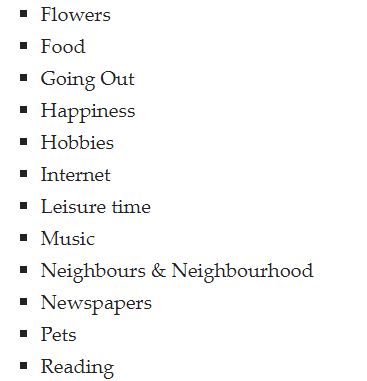 ▪ Flowers
▪ Food
▪ Going Out
▪ Happiness
▪ Hobbies
▪ Internet
▪ Leisure time
▪ Music
▪ Neighbours & Neighbourhood
▪ Newspapers
▪ Pets
▪ Reading